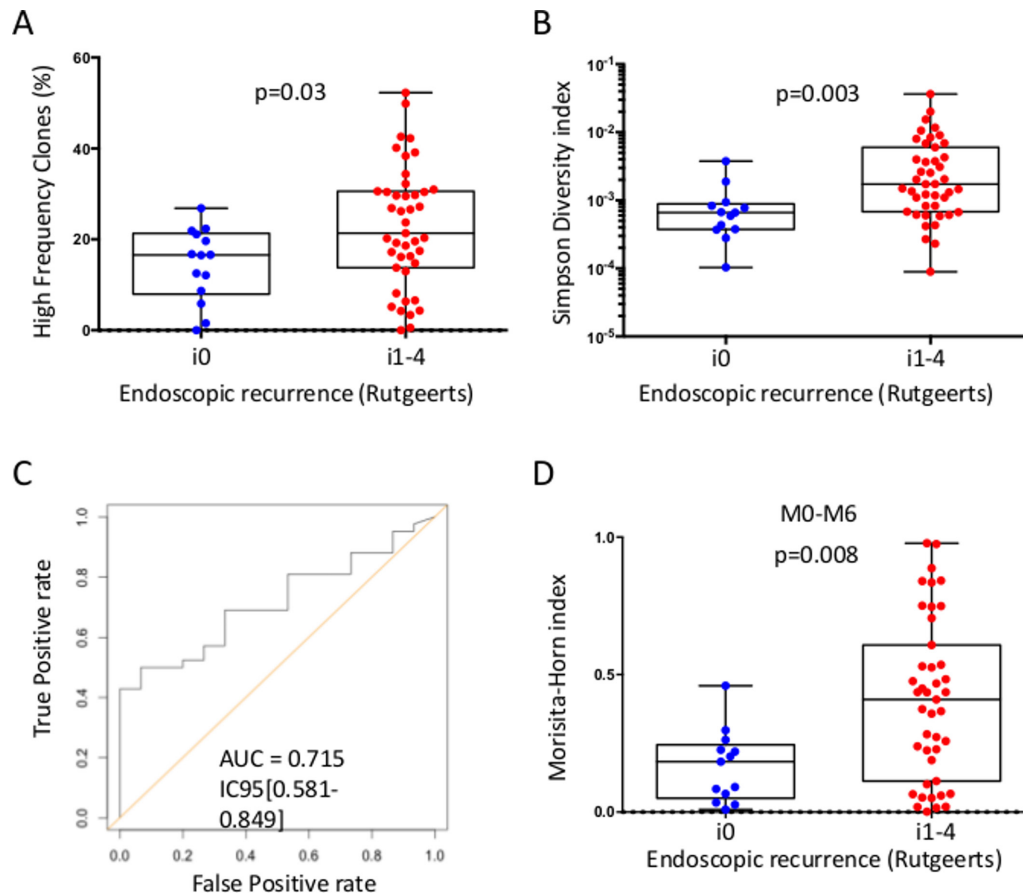 A
High Frequency Clones (%)
60
40
20
0
p=0.03
i0
i1-4
Endoscopic recurrence (Rutgeerts)
B
Simpson Diversity index
10-1
10-2
10-3
10-4
10-5
p=0.003
i0
i1-4
Endoscopic recurrence (Rutgeerts)
C
True Positive rate
1.0
0.8
0.6
0.4
0.2
0.0
AUC = 0.715
IC95[0.581-
0.849]
0.0
0.2
0.4
0.6
0.8
1.0
False Positive rate
D
M0-M6
p=0.008
Morisita-Horn index
1.0
0.5
0.0
i0
i1-4
Endoscopic recurrence (Rutgeerts)